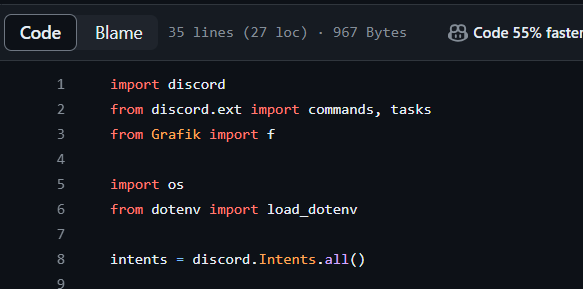 Code Blame 35 lines (27 loc) · 967 Bytes Code 55% faster
1 import discord
2 from discord.ext import commands, tasks
3 from Grafik import f
4
5 import os
6 from dotenv import load_dotenv
7
8 intents = discord.Intents.all()
9